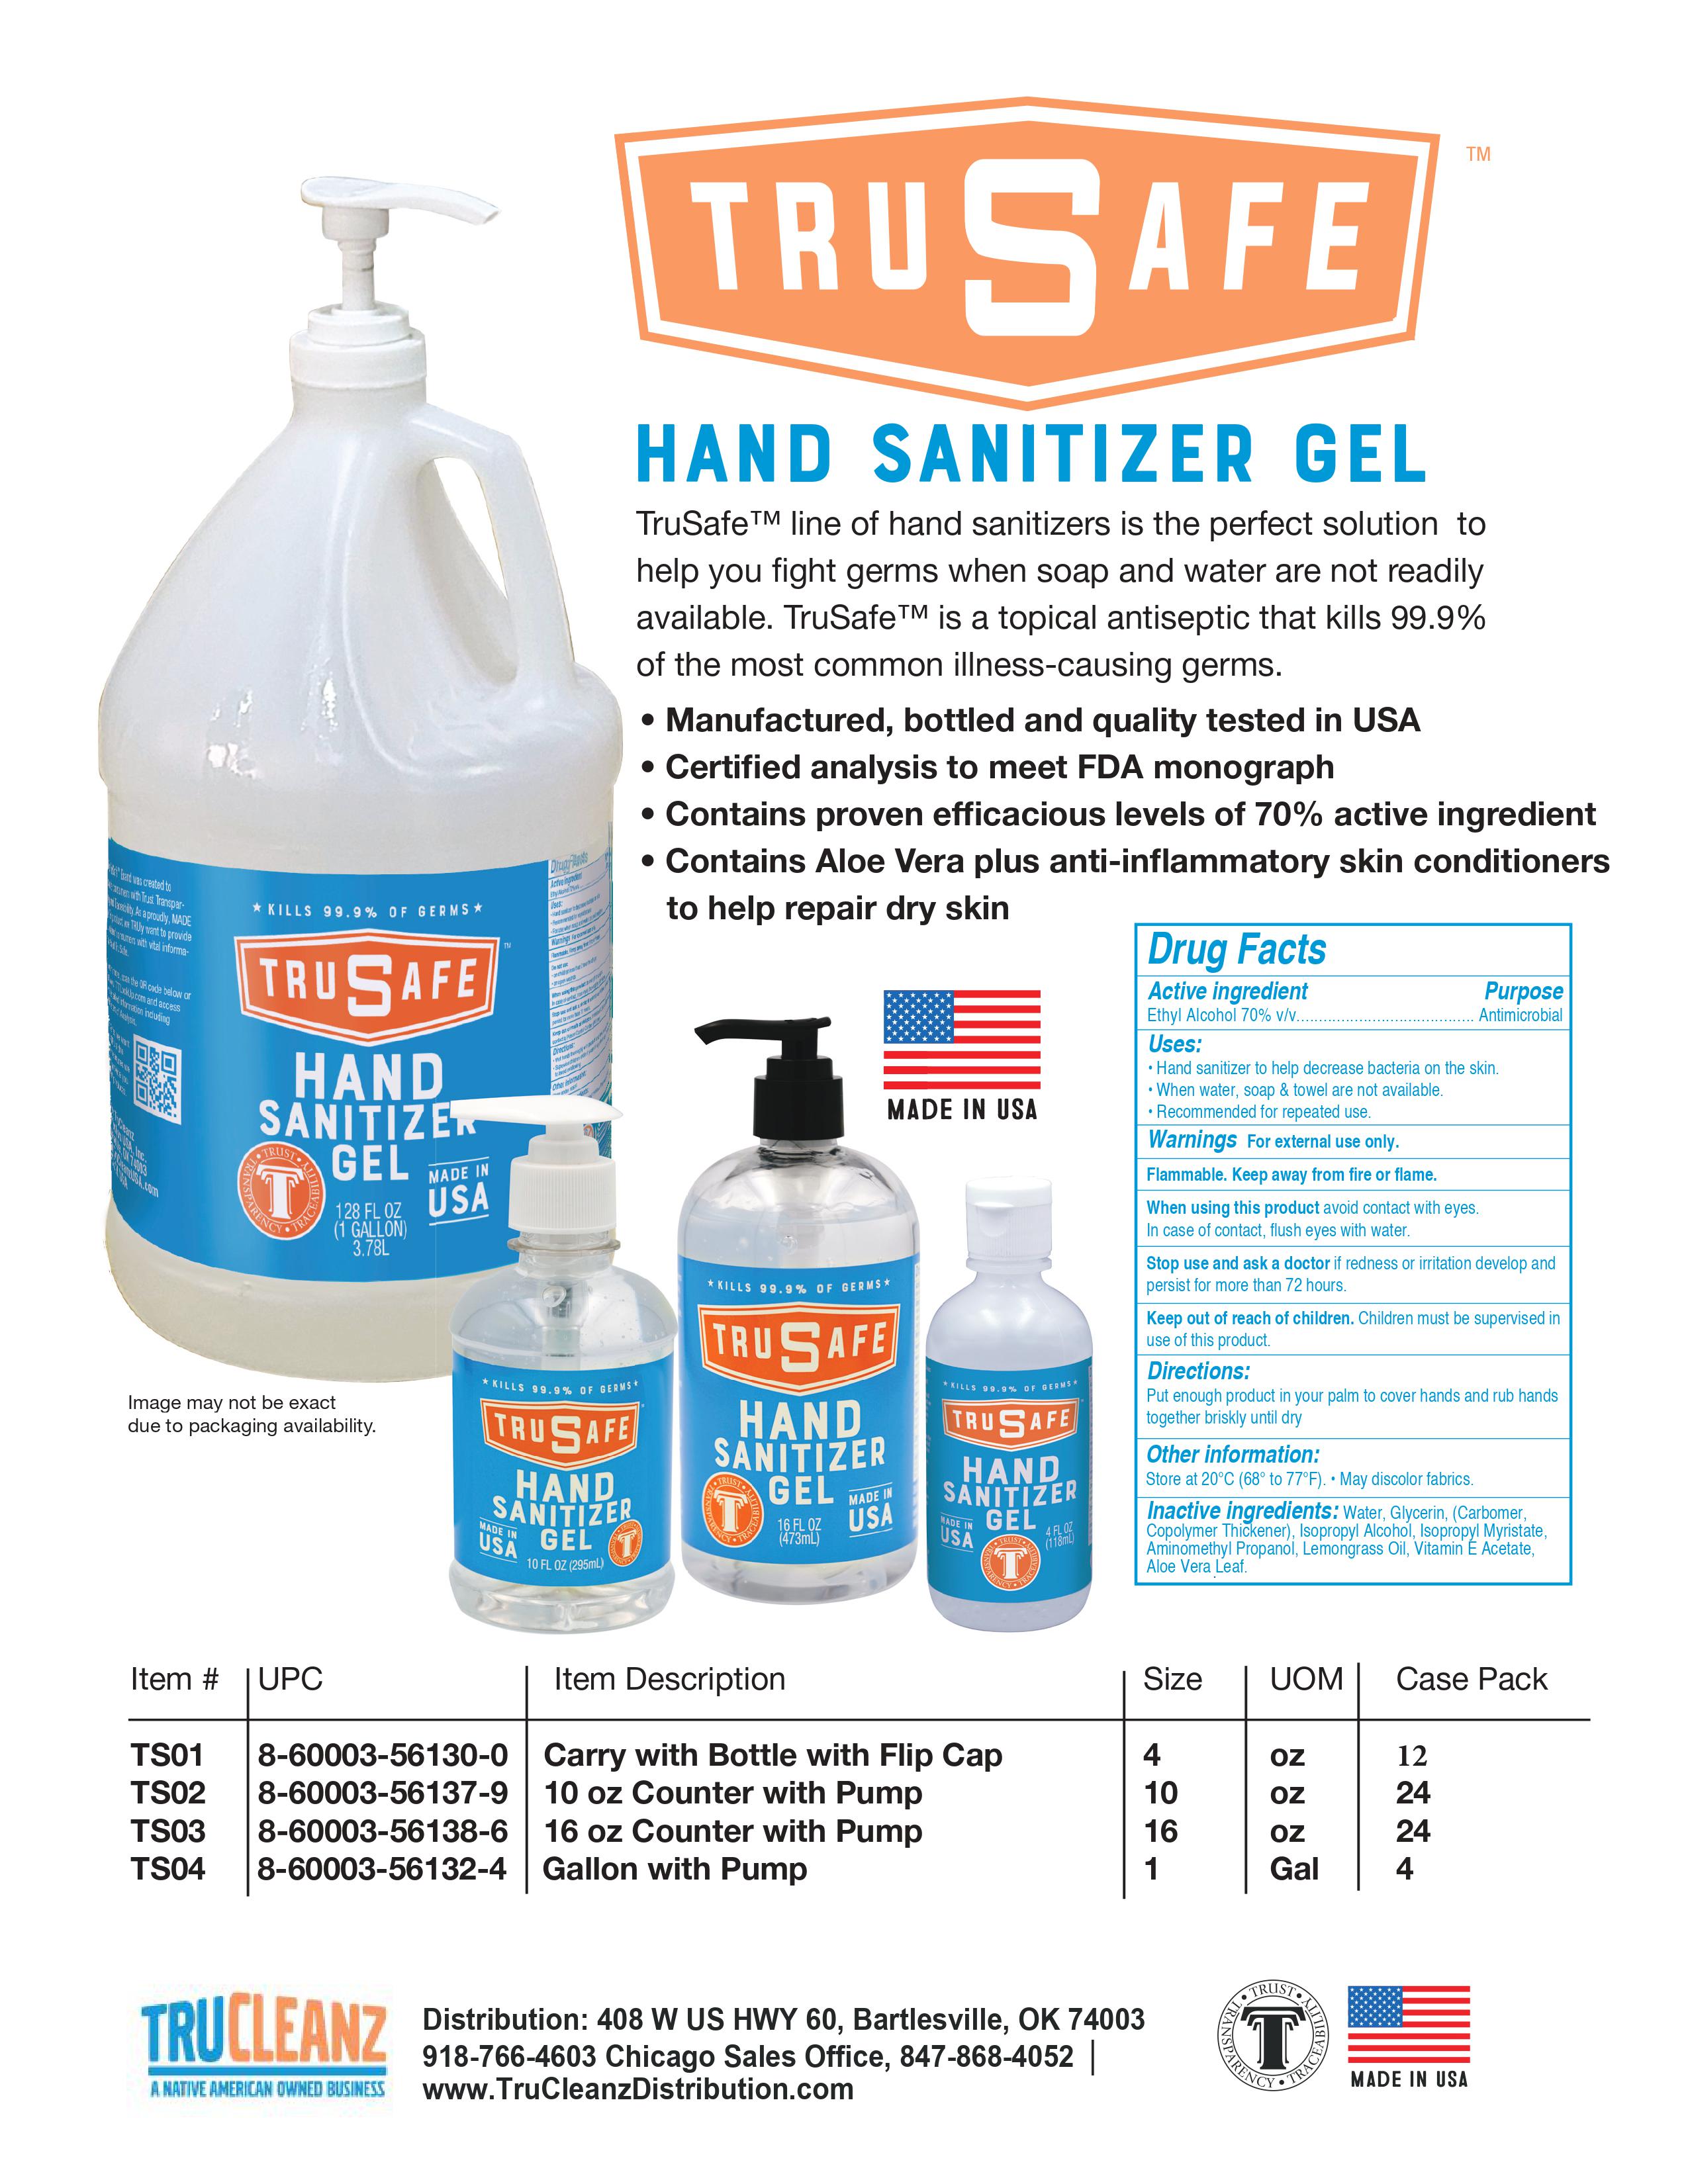 TRUSAFE
TM
HAND SANITIZER GEL
TruSafe™ line of hand sanitizers is the perfect solution to
help you fight germs when soap and water are not readily
available. TruSafe™ is a topical antiseptic that kills 99.9%
of the most common illness-causing germs.
• Manufactured, bottled and quality tested in USA
• Certified analysis to meet FDA monograph
• Contains proven efficacious levels of 70% active ingredient
• Contains Aloe Vera plus anti-inflammatory skin conditioners
to help repair dry skin
★ KILLS 99.9% OF GERMS ★
TRUSAFE
TM
HAND
SANITIZER
GEL
TRUST • TRACEABILITY • TRANSPARENCY
T
MADE IN
USA
128 FL OZ
(1 GALLON)
3.78L
Image may not be exact
due to packaging availability.
★ KILLS 99.9% OF GERMS ★
TRUSAFE
HAND
SANITIZER
GEL
MADE IN
USA
10 FL OZ (295mL)
MADE IN USA
★ KILLS 99.9% OF GERMS ★
TRUSAFE
HAND
SANITIZER
GEL
TRUST • TRACEABILITY • TRANSPARENCY
T
MADE IN
USA
16 FL OZ
(473mL)
★ KILLS 99.9% OF GERMS ★
TRUSAFE
HAND
SANITIZER
GEL
MADE IN
USA
4 FL OZ
(118mL)
TRUST • TRACEABILITY • TRANSPARENCY
T
Drug Facts
Active ingredient Purpose
Ethyl Alcohol 70% v/v........................................ Antimicrobial
Uses:
• Hand sanitizer to help decrease bacteria on the skin.
• When water, soap & towel are not available.
• Recommended for repeated use.
Warnings For external use only.
Flammable. Keep away from fire or flame.
When using this product avoid contact with eyes.
In case of contact, flush eyes with water.
Stop use and ask a doctor if redness or irritation develop and
persist for more than 72 hours.
Keep out of reach of children. Children must be supervised in
use of this product.
Directions:
Put enough product in your palm to cover hands and rub hands
together briskly until dry
Other information:
Store at 20°C (68° to 77°F). • May discolor fabrics.
Inactive ingredients: Water, Glycerin, (Carbomer,
Copolymer Thickener), Isopropyl Alcohol, Isopropyl Myristate,
Aminomethyl Propanol, Lemongrass Oil, Vitamin E Acetate,
Aloe Vera Leaf.
Item # UPC Item Description Size UOM Case Pack
TS01 8-60003-56130-0 Carry with Bottle with Flip Cap 4 oz 12
TS02 8-60003-56137-9 10 oz Counter with Pump 10 oz 24
TS03 8-60003-56138-6 16 oz Counter with Pump 16 oz 24
TS04 8-60003-56132-4 Gallon with Pump 1 Gal 4
TRUCLEANZ
A NATIVE AMERICAN OWNED BUSINESS
Distribution: 408 W US HWY 60, Bartlesville, OK 74003
918-766-4603 Chicago Sales Office, 847-868-4052 |
www.TruCleanzDistribution.com
TRUST • TRACEABILITY • TRANSPARENCY
T
MADE IN USA